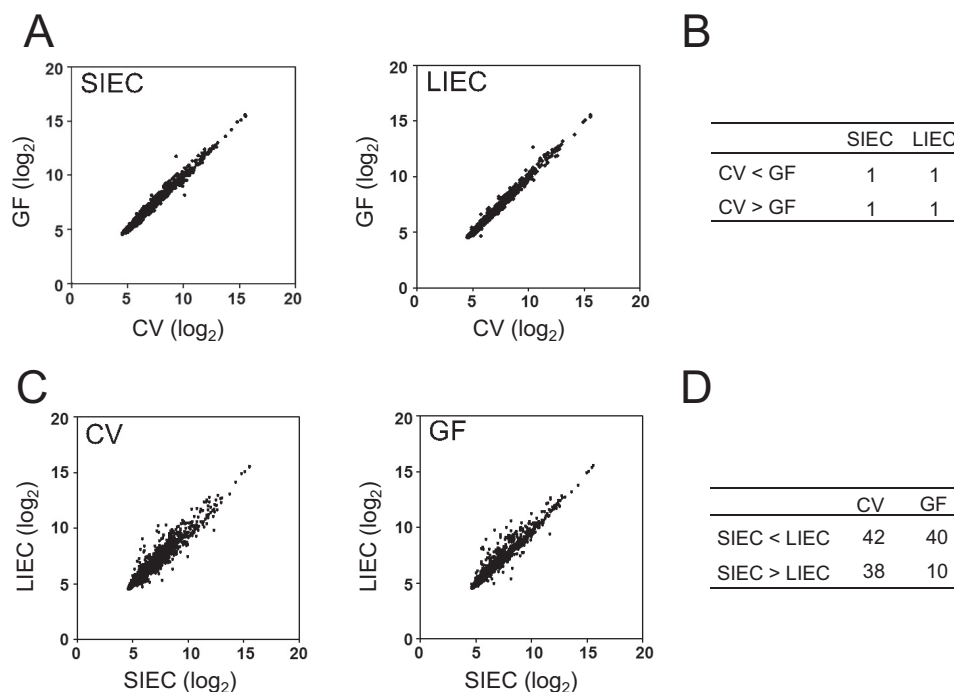 A
SIEC
GF (log2)
20
15
10
5
0
0 5 10 15 20
CV (log2)
LIEC
GF (log2)
20
15
10
5
0
0 5 10 15 20
CV (log2)
B
SIEC LIEC
CV < GF 1 1
CV > GF 1 1
C
CV
LIEC (log2)
20
15
10
5
0
0 5 10 15 20
SIEC (log2)
GF
LIEC (log2)
20
15
10
5
0
0 5 10 15 20
SIEC (log2)
D
CV GF
SIEC < LIEC 42 40
SIEC > LIEC 38 10